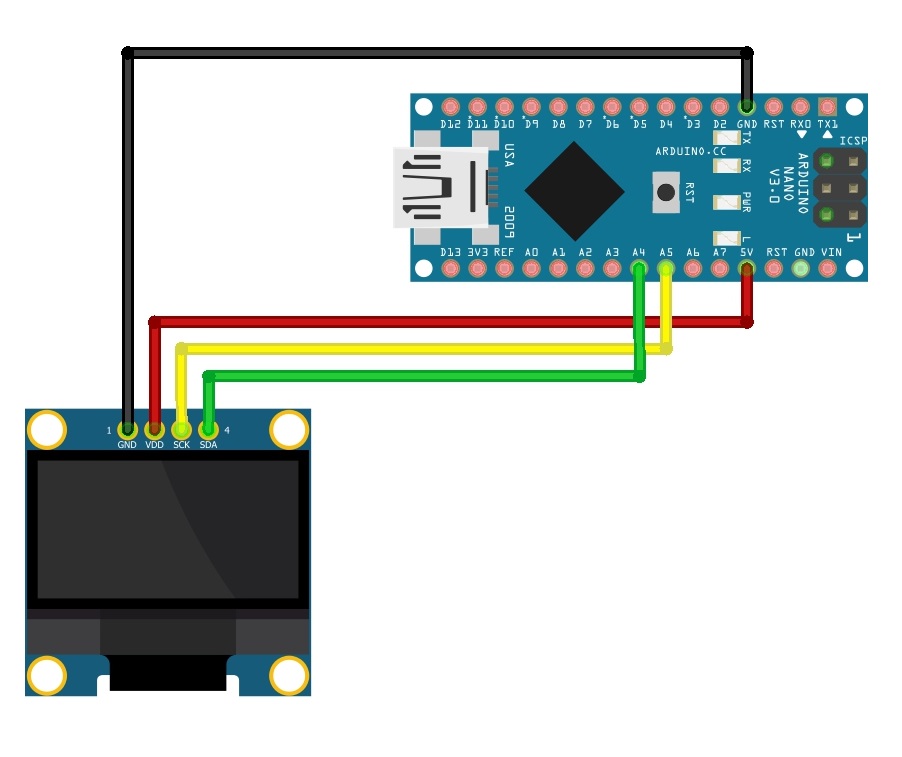 D12 D11 D10 D9 D8 D7 D6 D5 D4 D3 D2 GND RST RX0 TX1
ICSP
ARDUINO.CC
TX
RX
PWR
L
RST
USA
2009
ARDUINO
NANO
V3.0
1
D13 3V3 REF A0 A1 A2 A3 A4 A5 A6 A7 5V RST GND VIN
1 4
GND VDD SCK SDA